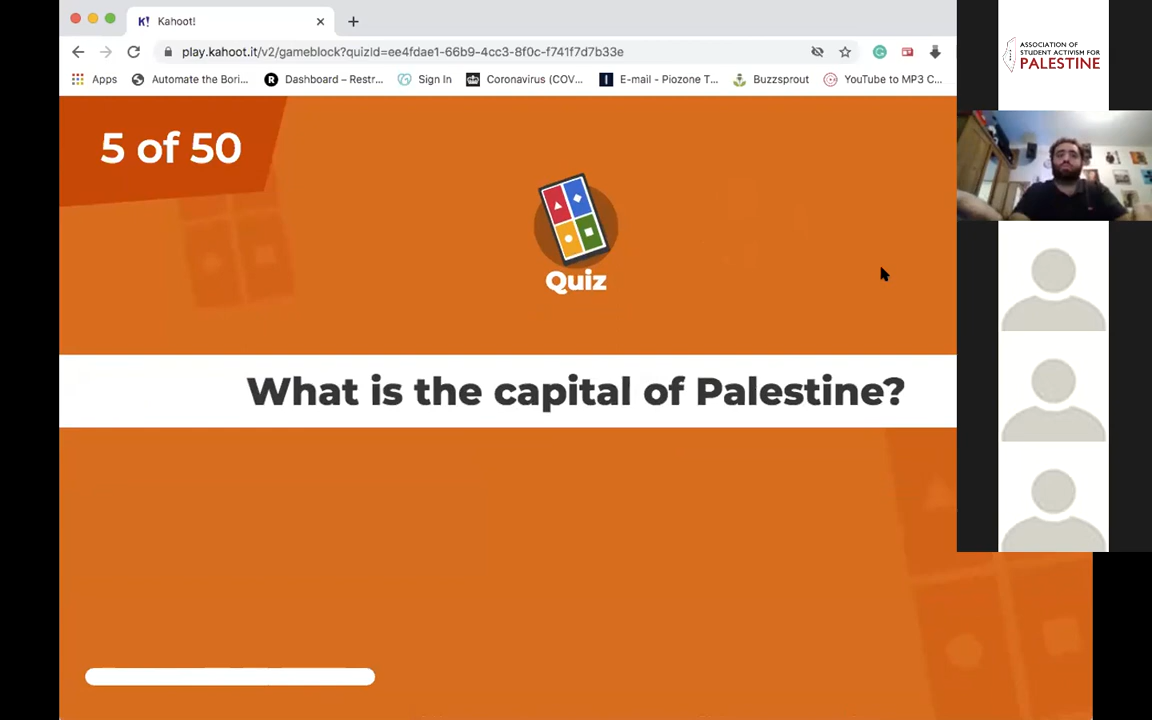 Kahoot!
play.kahoot.it/v2/gameblock?quizid=ee4fdae1-66b9-4cc3-8f0c-f741f7d7b33e
Apps
Automate the Bori...
Dashboard – Restr...
Sign In
Coronavirus (COV...
E-mail - Piozone T...
Buzzsprout
YouTube to MP3 C...
ASSOCIATION OF
STUDENT ACTIVISM FOR
PALESTINE
5 of 50
Quiz
What is the capital of Palestine?